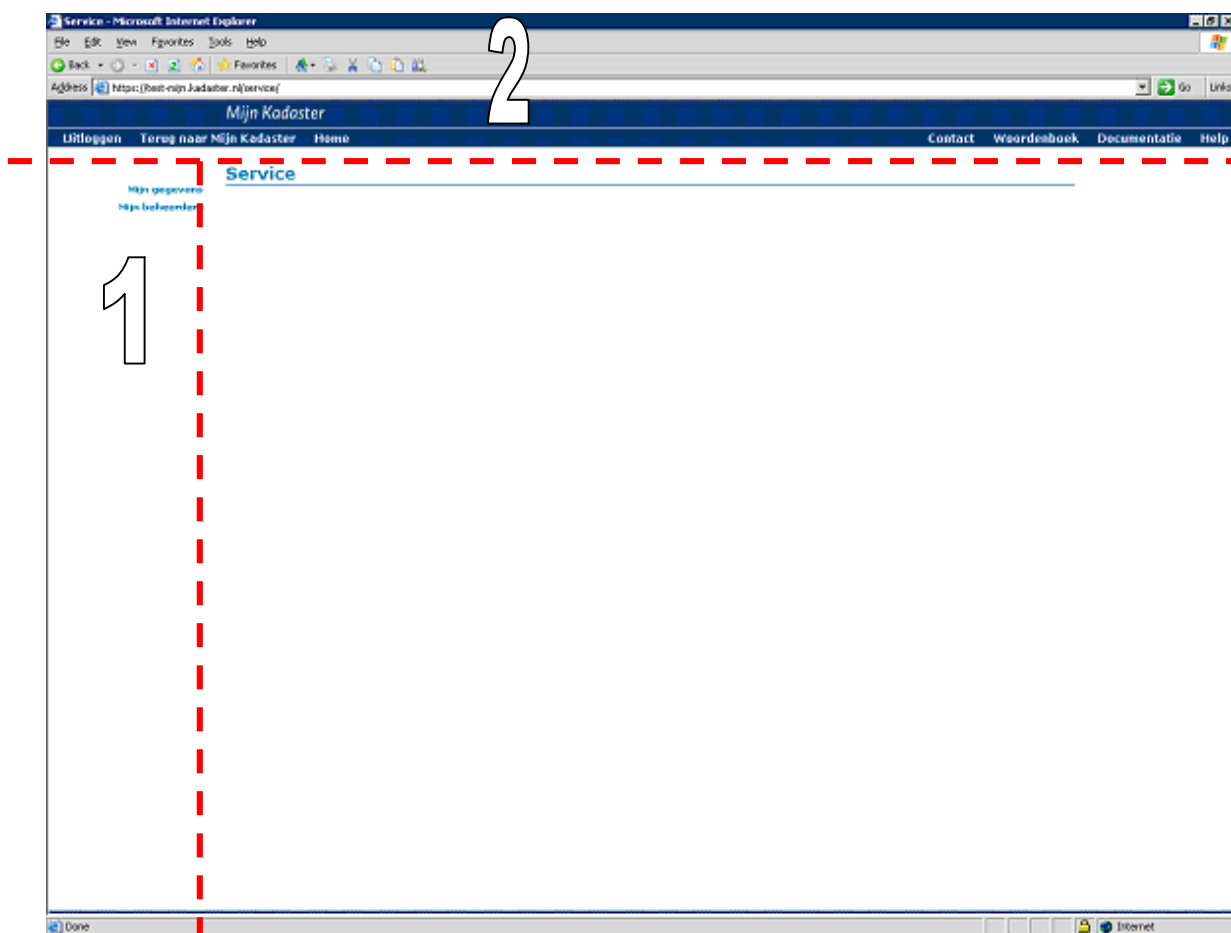 Service - Microsoft Internet Explorer
File Edit View Favorites Tools Help
Back Favorites
Address https://test-mijn.kadaster.nl/service/ Go Links
Mijn Kadaster
Uitloggen Terug naar Mijn Kadaster Home Contact Woordenboek Documentatie Help
Service
Mijn gegevens
Mijn beheerders
1
2
Done Internet